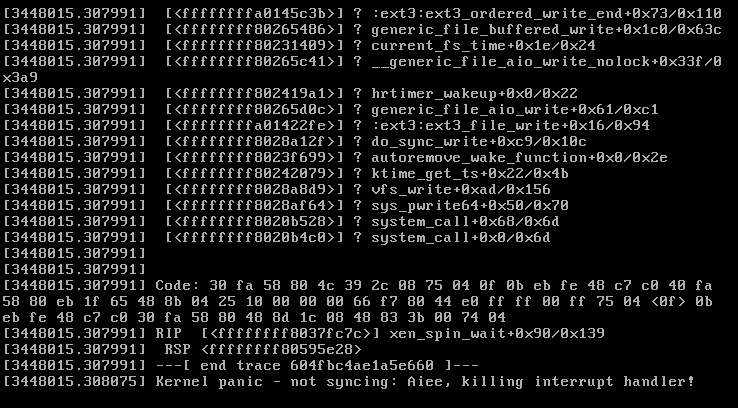 [3448015.307991]  [<ffffffffa0145c3b>] ? :ext3:ext3_ordered_write_end+0x73/0x110
[3448015.307991]  [<ffffffff80265486>] ? generic_file_buffered_write+0x1c0/0x63c
[3448015.307991]  [<ffffffff80231409>] ? current_fs_time+0x1e/0x24
[3448015.307991]  [<ffffffff80265c41>] ? __generic_file_aio_write_nolock+0x33f/0
x3a9
[3448015.307991]  [<ffffffff802419a1>] ? hrtimer_wakeup+0x0/0x22
[3448015.307991]  [<ffffffff80265d0c>] ? generic_file_aio_write+0x61/0xc1
[3448015.307991]  [<ffffffffa01422fe>] ? :ext3:ext3_file_write+0x16/0x94
[3448015.307991]  [<ffffffff8028a12f>] ? do_sync_write+0xc9/0x10c
[3448015.307991]  [<ffffffff8023f699>] ? autoremove_wake_function+0x0/0x2e
[3448015.307991]  [<ffffffff80242079>] ? ktime_get_ts+0x22/0x4b
[3448015.307991]  [<ffffffff8028a8d9>] ? vfs_write+0xad/0x156
[3448015.307991]  [<ffffffff8028af64>] ? sys_pwrite64+0x50/0x70
[3448015.307991]  [<ffffffff8020b528>] ? system_call+0x68/0x6d
[3448015.307991]  [<ffffffff8020b4c0>] ? system_call+0x0/0x6d
[3448015.307991]
[3448015.307991]
[3448015.307991] Code: 30 fa 58 80 4c 39 2c 08 75 04 0f 0b eb fe 48 c7 c0 40 fa
58 80 eb 1f 65 48 8b 04 25 10 00 00 00 66 f7 80 44 e0 ff ff 00 ff 75 04 <0f> 0b
eb fe 48 c7 c0 30 fa 58 80 48 8d 1c 08 48 83 3b 00 74 04
[3448015.307991] RIP  [<ffffffff8037fc7c>] xen_spin_wait+0x90/0x139
[3448015.307991]  RSP <ffffffff80595e28>
[3448015.307991] ---[ end trace 604fbc4ae1a5e660 ]---
[3448015.308075] Kernel panic - not syncing: Aiee, killing interrupt handler!